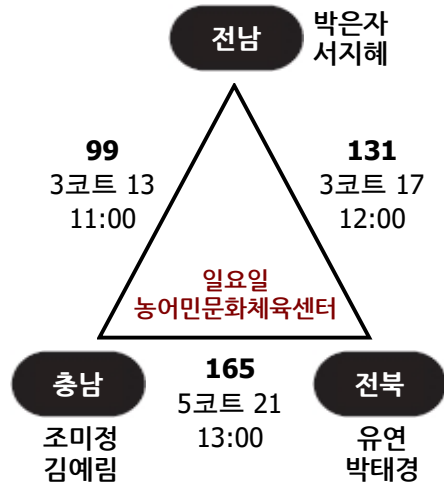 전남
박은자
서지혜
99
3코트 13
11:00
131
3코트 17
12:00
일요일
농어민문화체육센터
충남
조미정
김예림
165
5코트 21
13:00
전북
유연
박태경